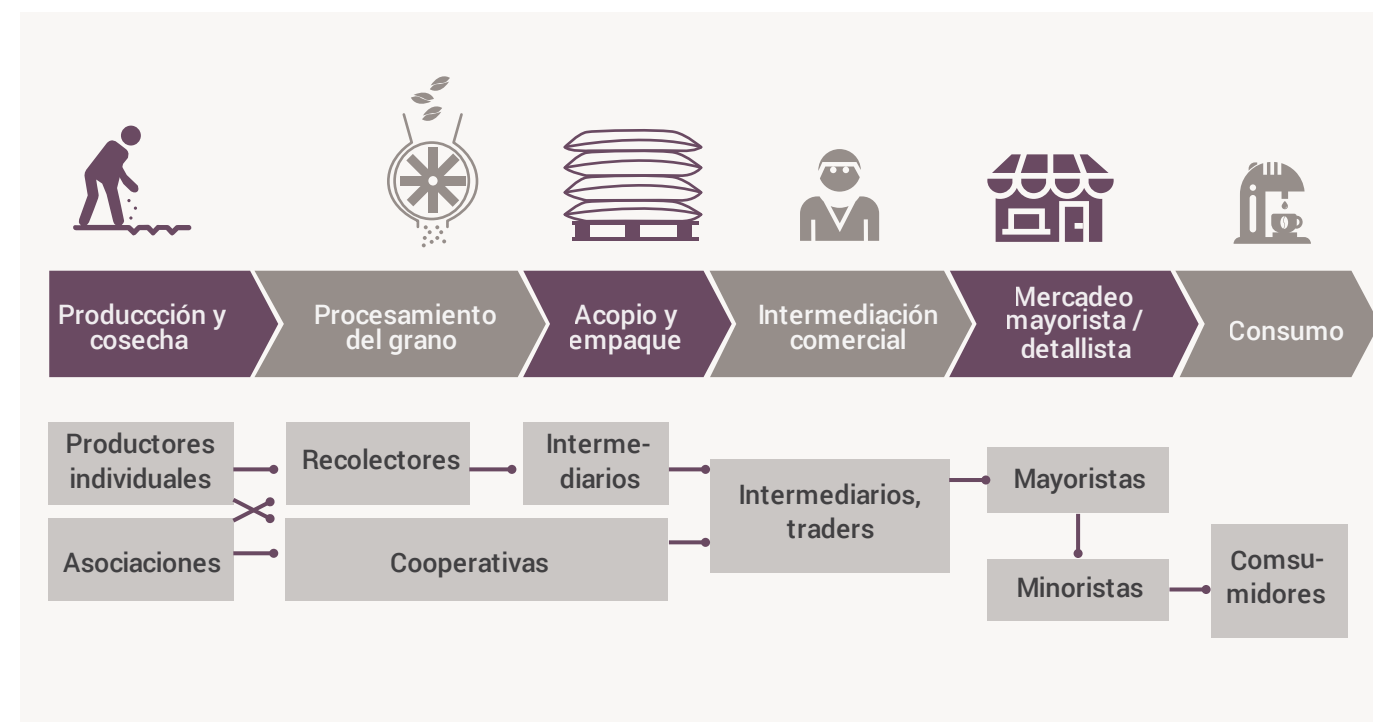 Produccción y
cosecha
Procesamiento
del grano
Acopio y
empaque
Intermediación
comercial
Mercadeo
mayorista /
detallista
Consumo
Productores
individuales
Recolectores
Interme-
diarios
Intermediarios,
traders
Mayoristas
Asociaciones
Cooperativas
Minoristas
Comsu-
midores